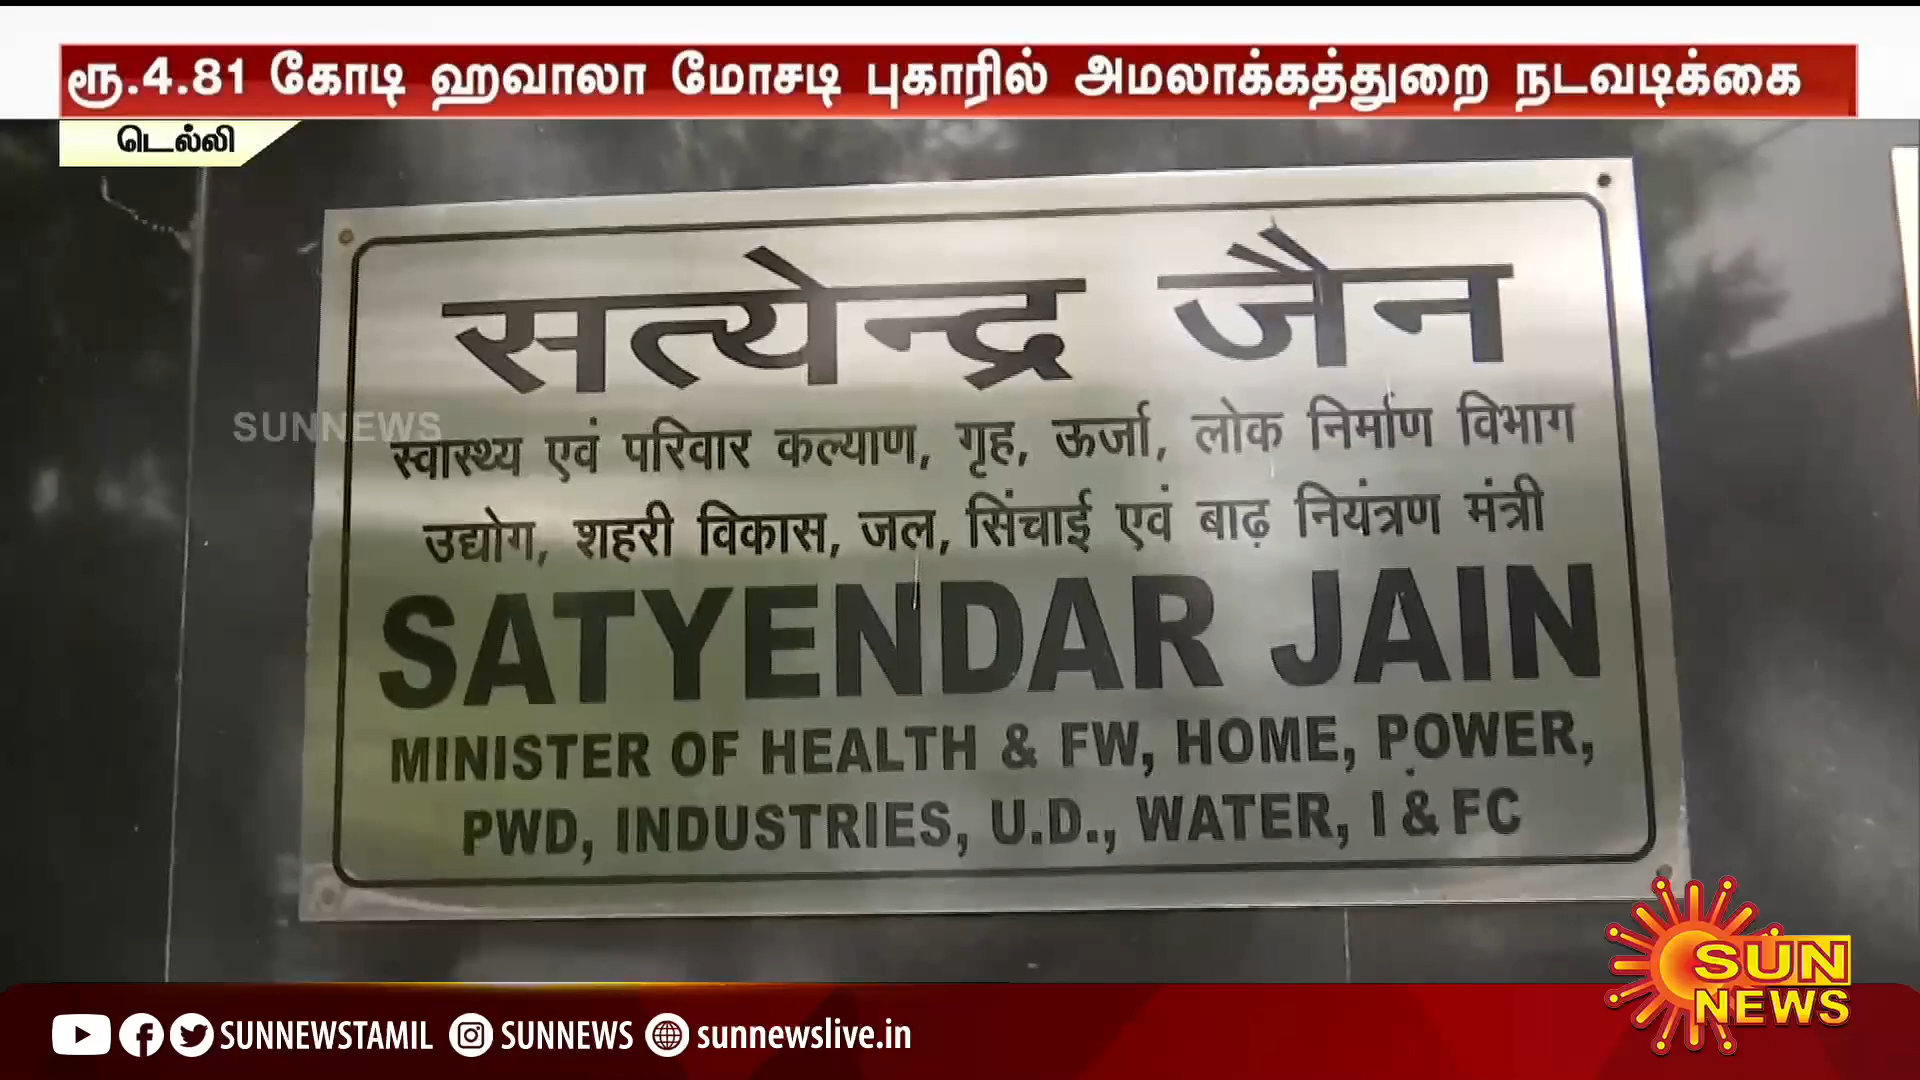 ரூ.4.81 கோடி ஹவாலா மோசடி புகாரில் அமலாக்கத்துறை நடவடிக்கை
டெல்லி
सत्येन्द्र जैन
SUNNEWS
स्वास्थ्य एवं परिवार कल्याण, गृह, ऊर्जा, लोक निर्माण विभाग
उद्योग, शहरी विकास, जल, सिंचाई एवं बाढ़ नियंत्रण मंत्री
SATYENDAR JAIN
MINISTER OF HEALTH & FW, HOME, POWER,
PWD, INDUSTRIES, U.D., WATER, I & FC
SUN
NEWS
SUNNEWSTAMIL SUNNEWS sunnewslive.in